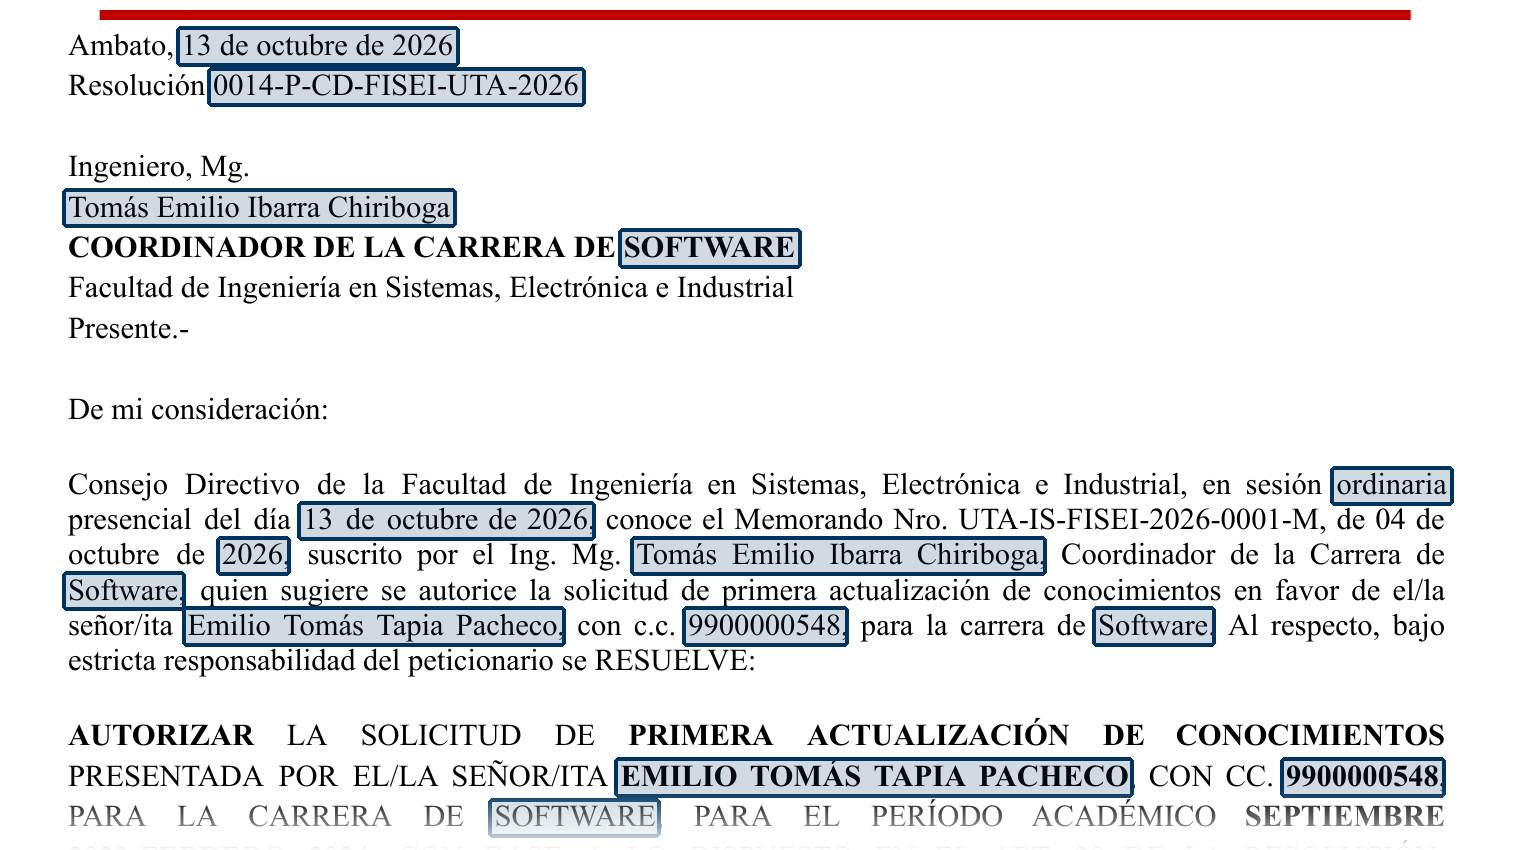 Ambato, 13 de octubre de 2026
Resolución 0014-P-CD-FISEI-UTA-2026
Ingeniero, Mg.
Tomás Emilio Ibarra Chiriboga
COORDINADOR DE LA CARRERA DE SOFTWARE
Facultad de Ingeniería en Sistemas, Electrónica e Industrial
Presente.-
De mi consideración:
Consejo Directivo de la Facultad de Ingeniería en Sistemas, Electrónica e Industrial, en sesión ordinaria
presencial del día 13 de octubre de 2026, conoce el Memorando Nro. UTA-IS-FISEI-2026-0001-M, de 04 de
octubre de 2026, suscrito por el Ing. Mg. Tomás Emilio Ibarra Chiriboga, Coordinador de la Carrera de
Software, quien sugiere se autorice la solicitud de primera actualización de conocimientos en favor de el/la
señor/ita Emilio Tomás Tapia Pacheco, con c.c. 9900000548, para la carrera de Software. Al respecto, bajo
estricta responsabilidad del peticionario se RESUELVE:
AUTORIZAR LA SOLICITUD DE PRIMERA ACTUALIZACIÓN DE CONOCIMIENTOS
PRESENTADA POR EL/LA SEÑOR/ITA EMILIO TOMÁS TAPIA PACHECO, CON CC. 9900000548,
PARA LA CARRERA DE SOFTWARE, PARA EL PERÍODO ACADÉMICO SEPTIEMBRE